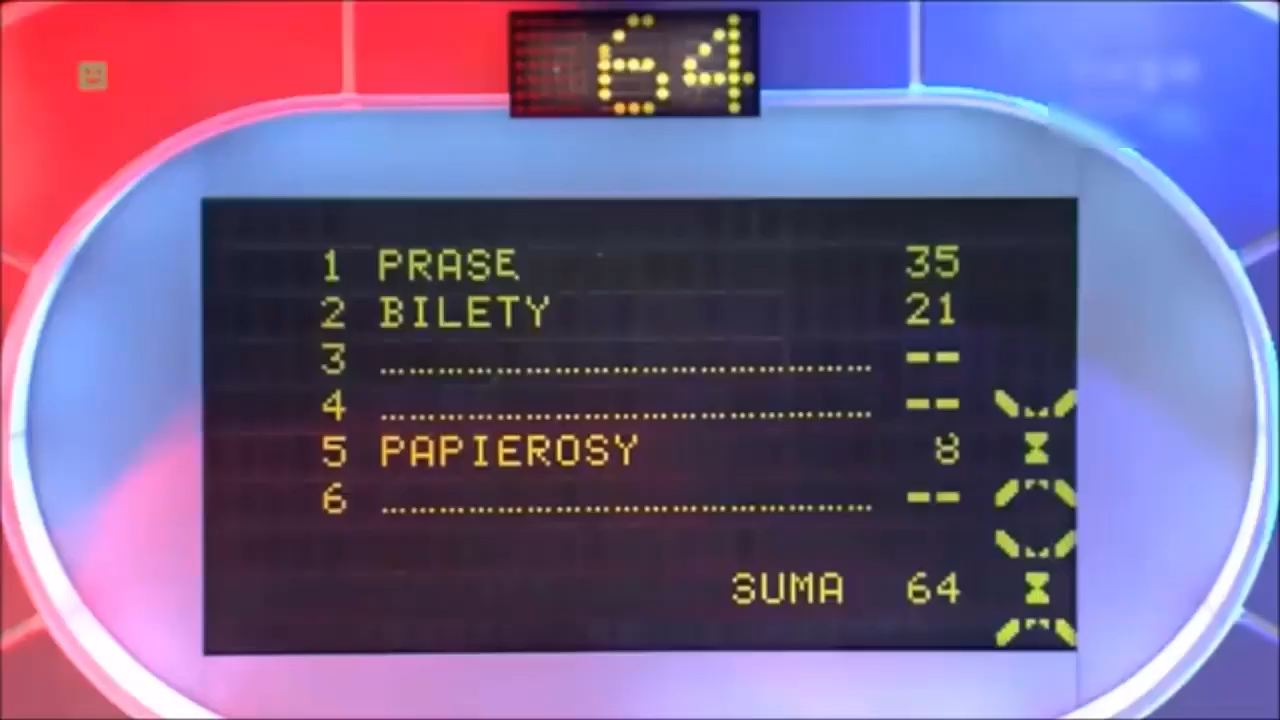 64
1 PRASE 35
2 BILETY 21
3 ........................................... --
4 ........................................... --
5 PAPIEROSY 8
6 ........................................... --
SUMA 64